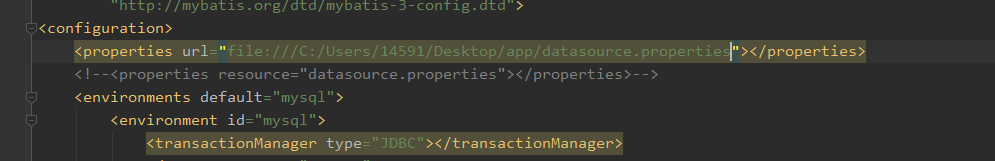 "http://mybatis.org/dtd/mybatis-3-config.dtd">
<configuration>
<properties url="file:///C:/Users/14591/Desktop/app/datasource.properties"></properties>
<!--<properties resource="datasource.properties"></properties>-->
<environments default="mysql">
<environment id="mysql">
<transactionManager type="JDBC"></transactionManager>